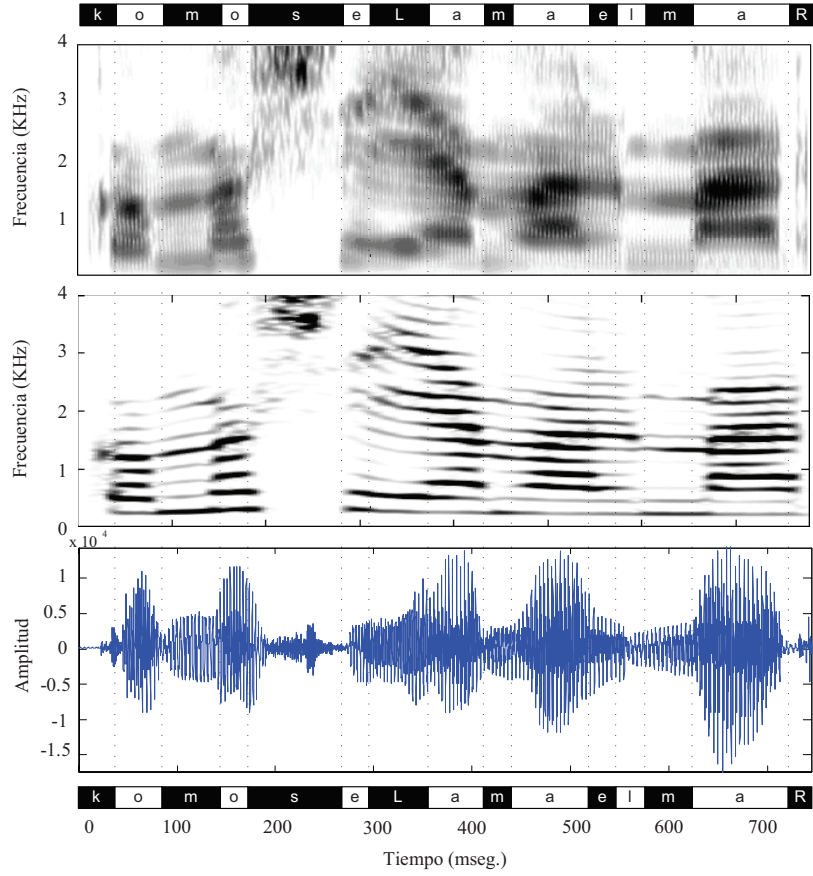 k o m o s e L a m a e l m a R
4
3
2
1
Frecuencia (KHz)
4
3
2
1
0
Frecuencia (KHz)
x 10 4
1
0.5
0
-0.5
-1
-1.5
Amplitud
k o m o s e L a m a e l m a R
0 100 200 300 400 500 600 700
Tiempo (mseg.)